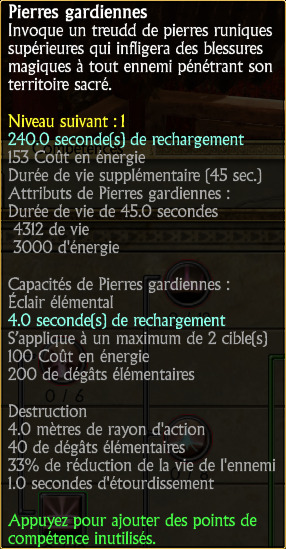 Pierres gardiennes
Invoque un treudd de pierres runiques
supérieures qui infligera des blessures
magiques à tout ennemi pénétrant son
territoire sacré.
Niveau suivant : 1
240.0 seconde(s) de rechargement
153 Coût en énergie
Durée de vie supplémentaire (45 sec.)
Attributs de Pierres gardiennes :
Durée de vie de 45.0 secondes
4312 de vie
3000 d'énergie
Capacités de Pierres gardiennes :
Éclair élémental
4.0 seconde(s) de rechargement
S'applique à un maximum de 2 cible(s)
100 Coût en énergie
200 de dégâts élémentaires
0 / 6
Destruction
4.0 mètres de rayon d'action
40 de dégâts élémentaires
33% de réduction de la vie de l'ennemi
1.0 secondes d'étourdissement
Appuyez pour ajouter des points de
compétence inutilisés.